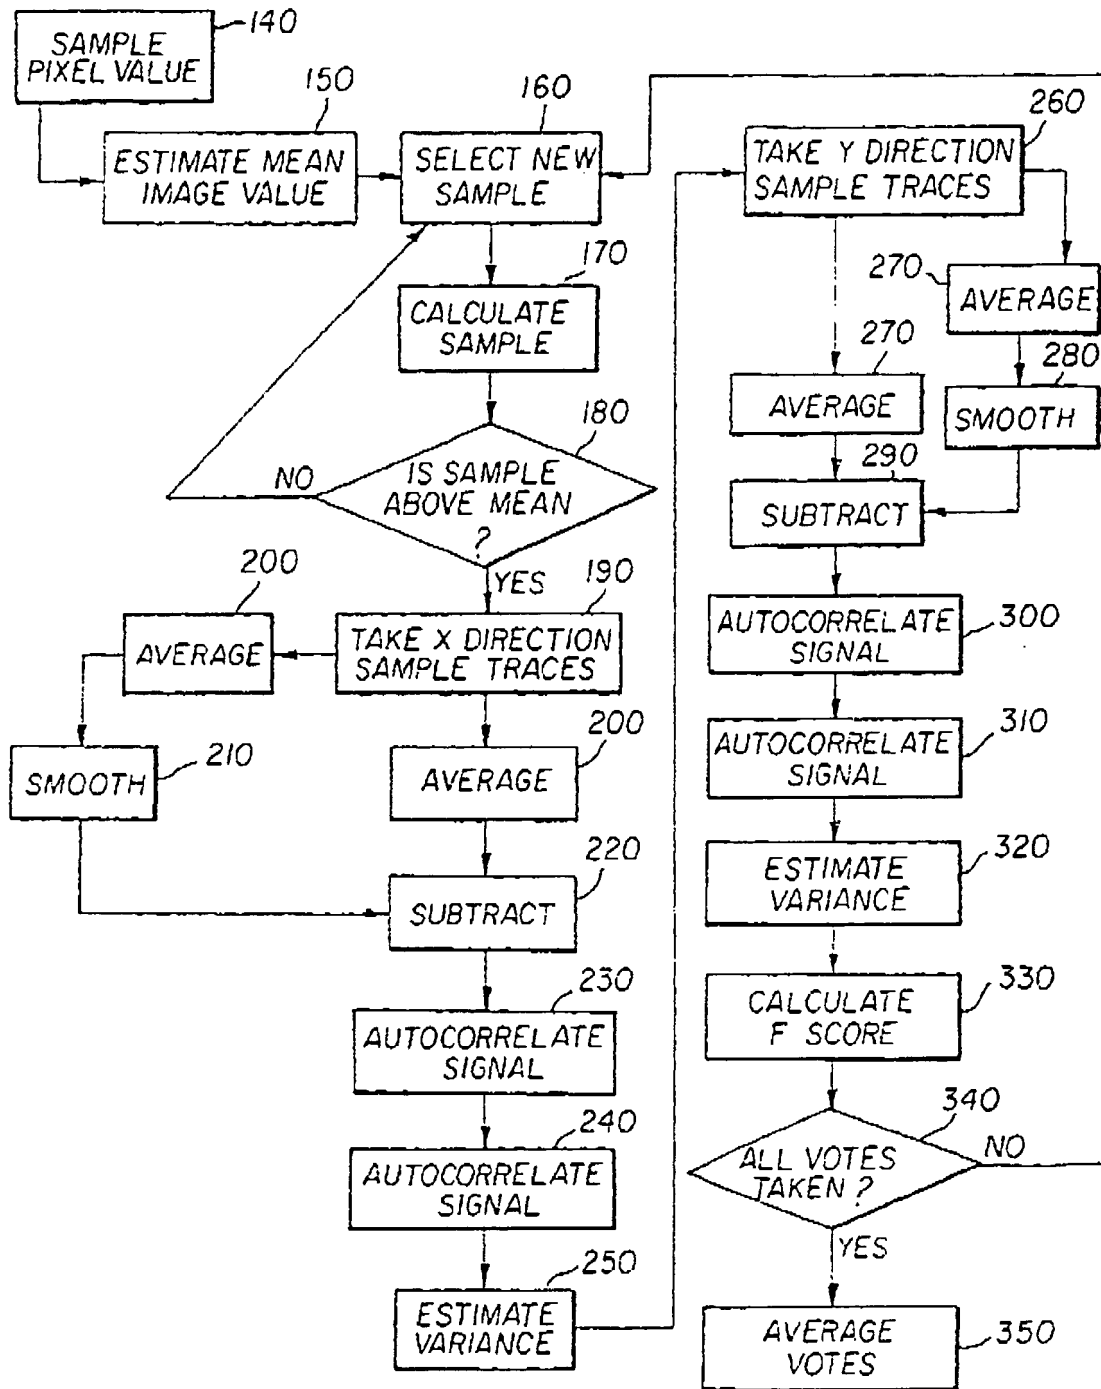 140
SAMPLE
PIXEL VALUE
150
ESTIMATE MEAN
IMAGE VALUE
160
SELECT NEW
SAMPLE
170
CALCULATE
SAMPLE
180
IS SAMPLE
ABOVE MEAN
?
NO
YES
190
TAKE X DIRECTION
SAMPLE TRACES
200
AVERAGE
210
SMOOTH
200
AVERAGE
220
SUBTRACT
230
AUTOCORRELATE
SIGNAL
240
AUTOCORRELATE
SIGNAL
250
ESTIMATE
VARIANCE
260
TAKE Y DIRECTION
SAMPLE TRACES
270
AVERAGE
280
SMOOTH
270
AVERAGE
290
SUBTRACT
300
AUTOCORRELATE
SIGNAL
310
AUTOCORRELATE
SIGNAL
320
ESTIMATE
VARIANCE
330
CALCULATE
F SCORE
340
ALL VOTES
TAKEN?
NO
YES
350
AVERAGE
VOTES